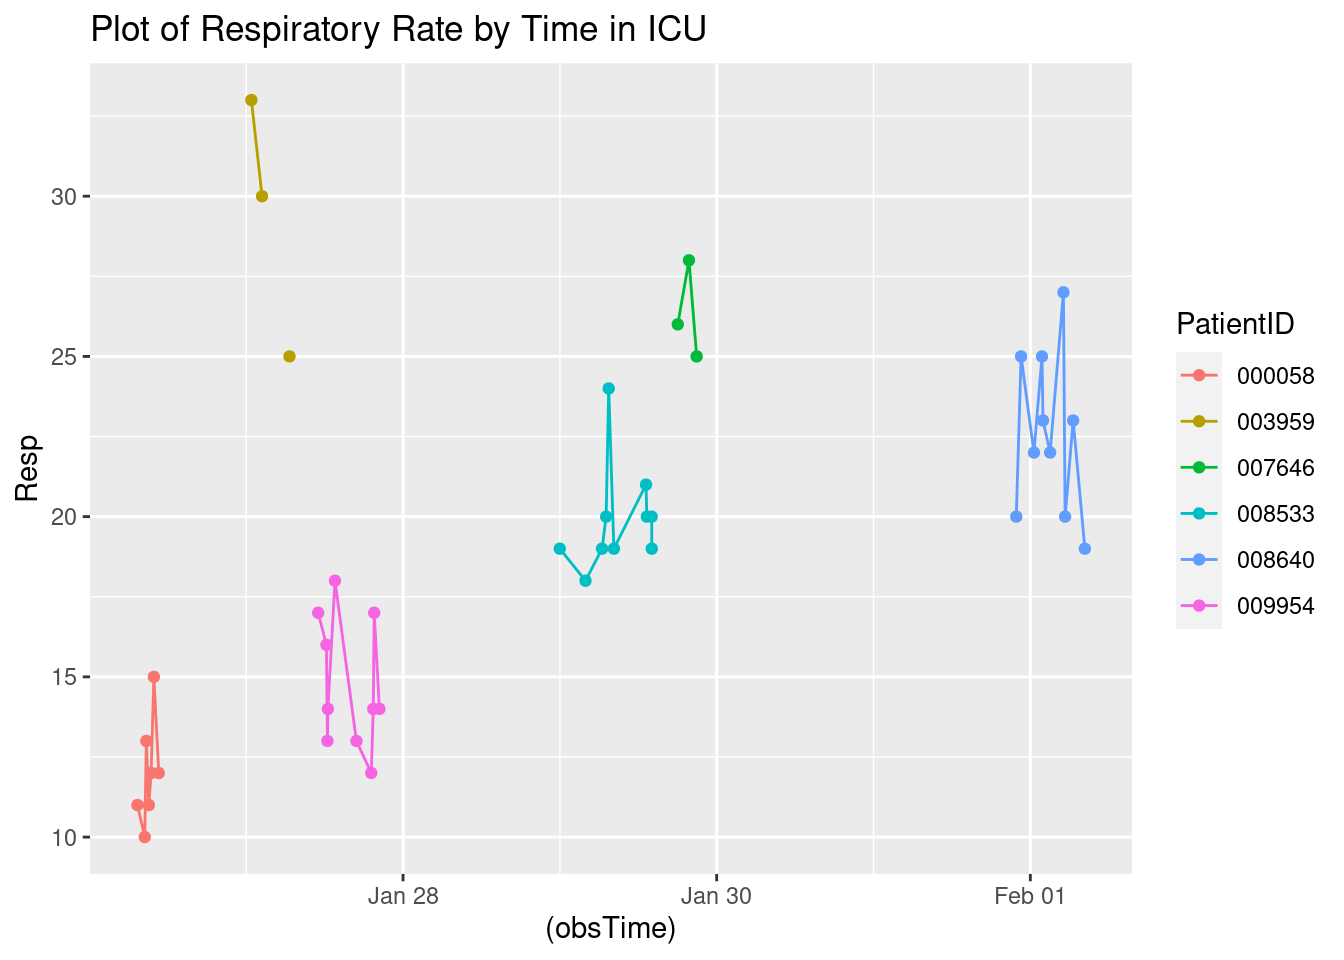 Plot of Respiratory Rate by Time in ICU
Resp
30
25
20
15
10
Jan 28 Jan 30 Feb 01
(obsTime)
PatientID
000058
003959
007646
008533
008640
009954